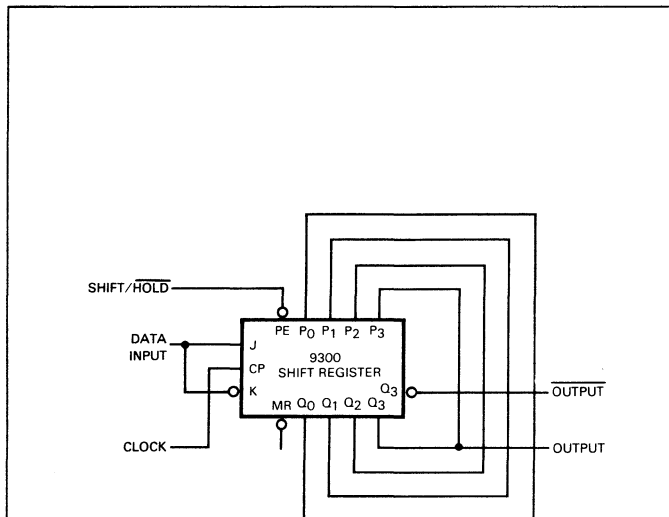 SHIFT/HOLD
PE P0 P1 P2 P3
DATA
INPUT
J
9300
SHIFT REGISTER
CP
K
Q3
OUTPUT
MR Q0 Q1 Q2 Q3
CLOCK
OUTPUT